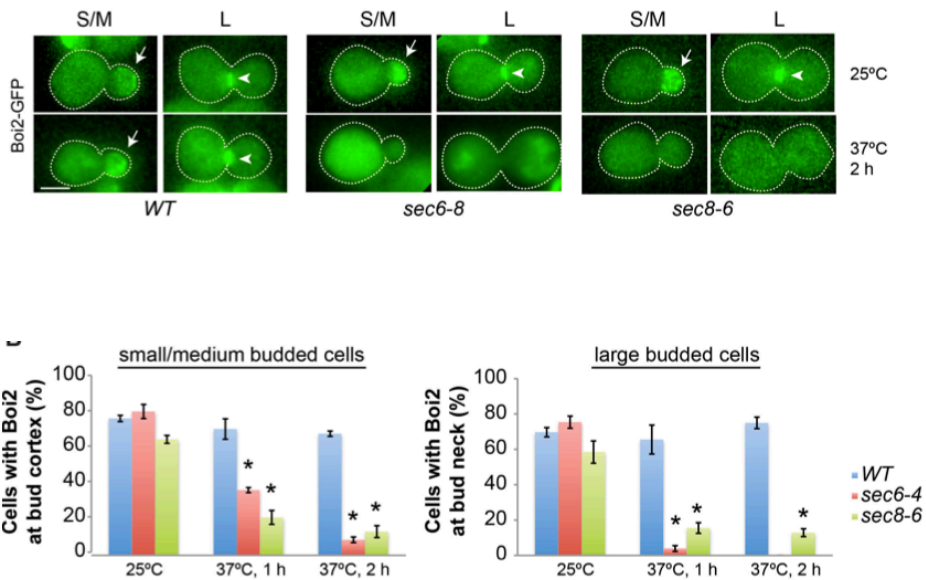 S/M L S/M L S/M L
Boi2-GFP
25ºC
37ºC
2 h
WT sec6-8 sec8-6
small/medium budded cells
Cells with Boi2
at bud cortex (%)
100
80
60
40
20
0
* * * *
25ºC 37ºC, 1 h 37ºC, 2 h
large budded cells
Cells with Boi2
at bud neck (%)
100
80
60
40
20
0
* * *
25ºC 37ºC, 1 h 37ºC, 2 h
WT
sec6-4
sec8-6